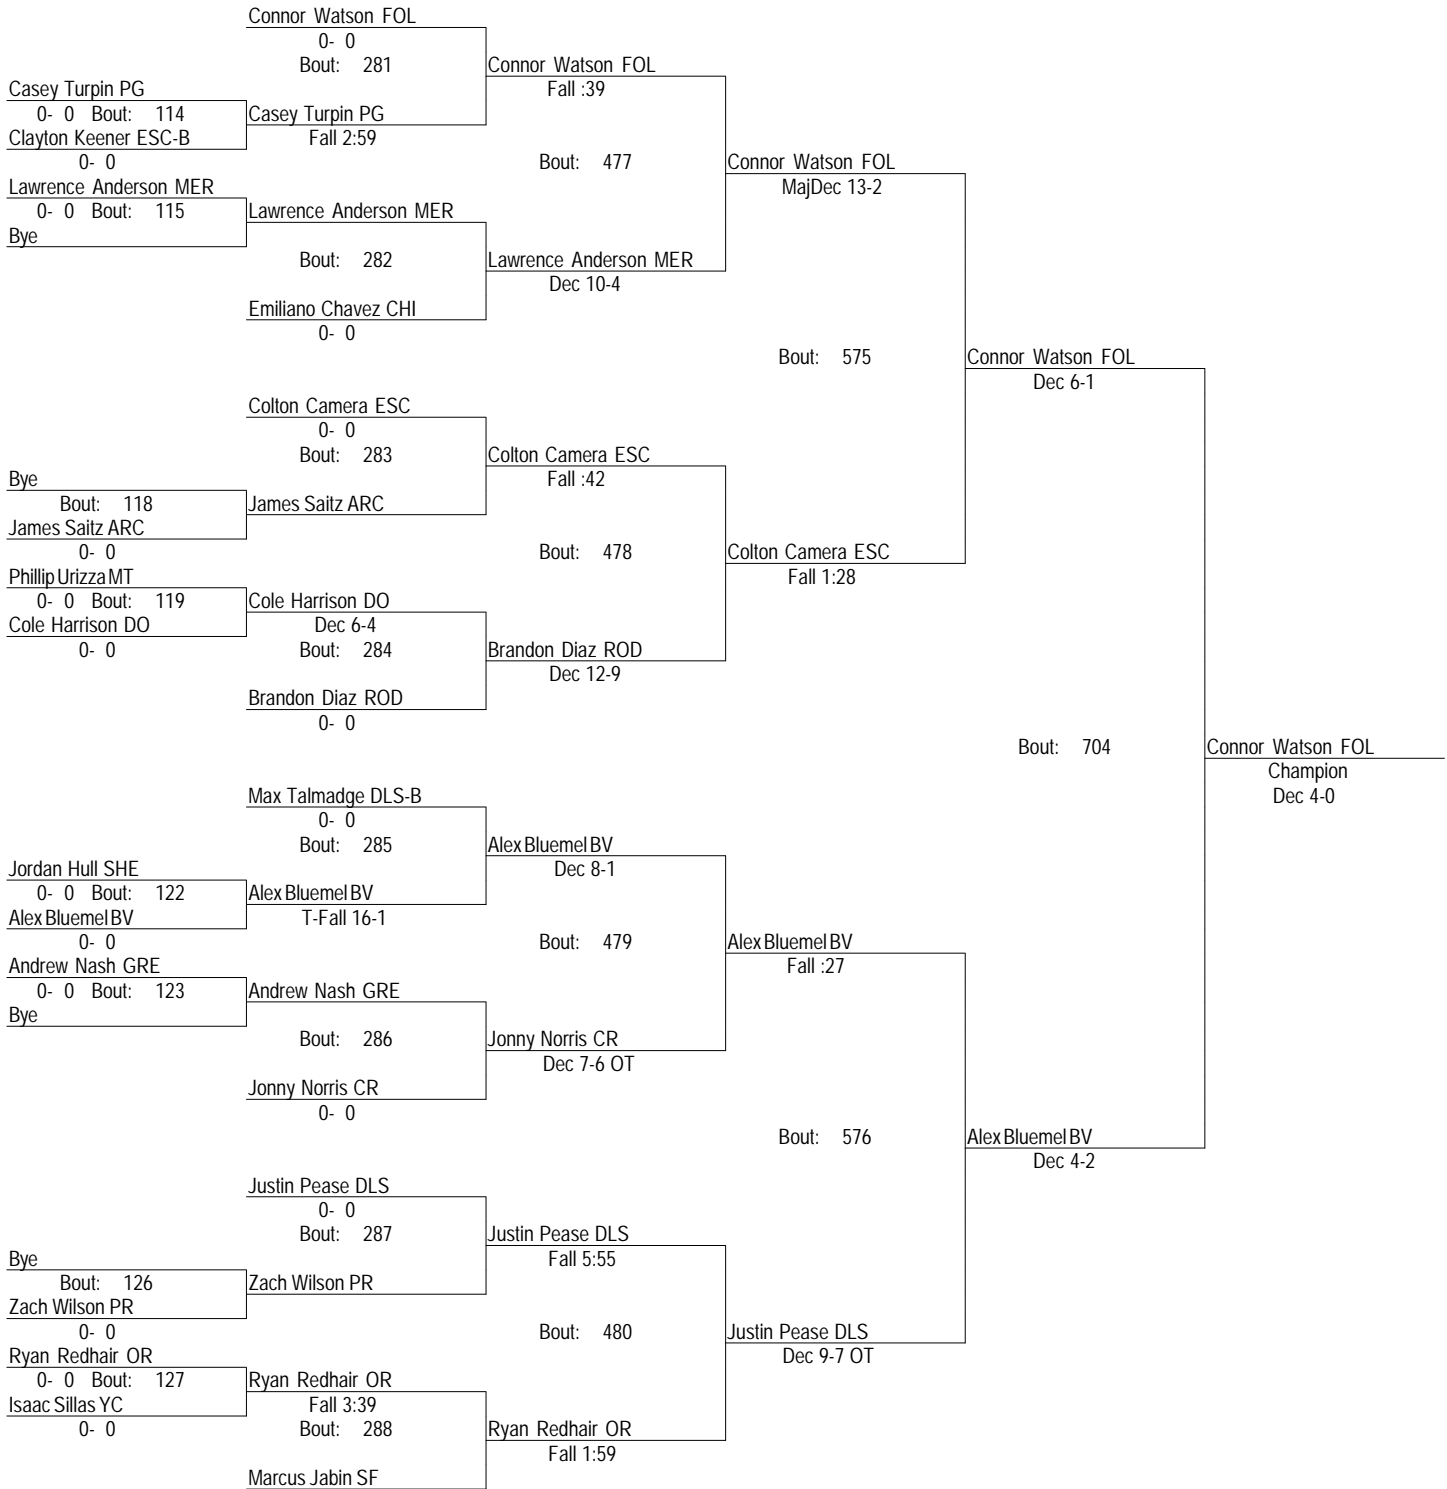 Connor Watson FOL
0- 0
Bout: 281
Connor Watson FOL
Fall :39
Casey Turpin PG
0- 0 Bout: 114
Casey Turpin PG
Fall 2:59
Clayton Keener ESC-B
0- 0
Bout: 477
Connor Watson FOL
MajDec 13-2
Lawrence Anderson MER
0- 0 Bout: 115
Lawrence Anderson MER
Bye
Bout: 282
Lawrence Anderson MER
Dec 10-4
Emiliano Chavez CHI
0- 0
Bout: 575
Connor Watson FOL
Dec 6-1
Colton Camera ESC
0- 0
Bout: 283
Colton Camera ESC
Fall :42
Bye
Bout: 118
James Saitz ARC
James Saitz ARC
0- 0
Bout: 478
Colton Camera ESC
Fall 1:28
Phillip Urizza MT
0- 0 Bout: 119
Cole Harrison DO
Dec 6-4
Cole Harrison DO
0- 0
Bout: 284
Brandon Diaz ROD
Dec 12-9
Brandon Diaz ROD
0- 0
Bout: 704
Connor Watson FOL
Champion
Dec 4-0
Max Talmadge DLS-B
0- 0
Bout: 285
Alex Bluemel BV
Dec 8-1
Jordan Hull SHE
0- 0 Bout: 122
Alex Bluemel BV
T-Fall 16-1
Alex Bluemel BV
0- 0
Bout: 479
Alex Bluemel BV
Fall :27
Andrew Nash GRE
0- 0 Bout: 123
Andrew Nash GRE
Bye
Bout: 286
Jonny Norris CR
Dec 7-6 OT
Jonny Norris CR
0- 0
Bout: 576
Alex Bluemel BV
Dec 4-2
Justin Pease DLS
0- 0
Bout: 287
Justin Pease DLS
Fall 5:55
Bye
Bout: 126
Zach Wilson PR
Zach Wilson PR
0- 0
Bout: 480
Justin Pease DLS
Dec 9-7 OT
Ryan Redhair OR
0- 0 Bout: 127
Ryan Redhair OR
Fall 3:39
Isaac Sillas YC
0- 0
Bout: 288
Ryan Redhair OR
Fall 1:59
Marcus Jabin SF